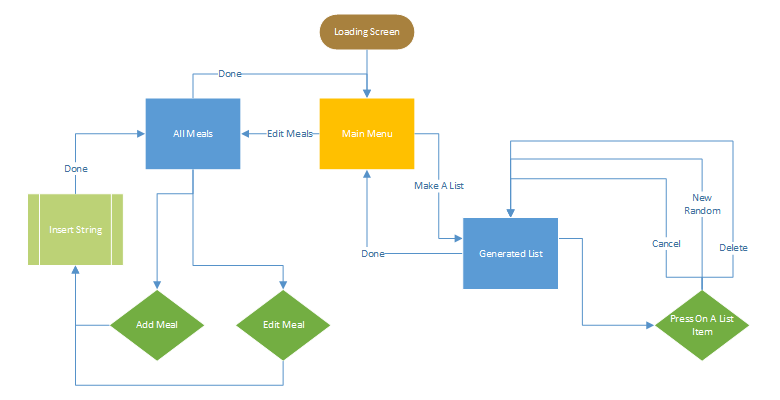 Loading Screen
Done
All Meals
Edit Meals
Main Menu
Done
Make A List
New
Random
Insert String
Cancel
Delete
Done
Generated List
Add Meal
Edit Meal
Press On A List
Item